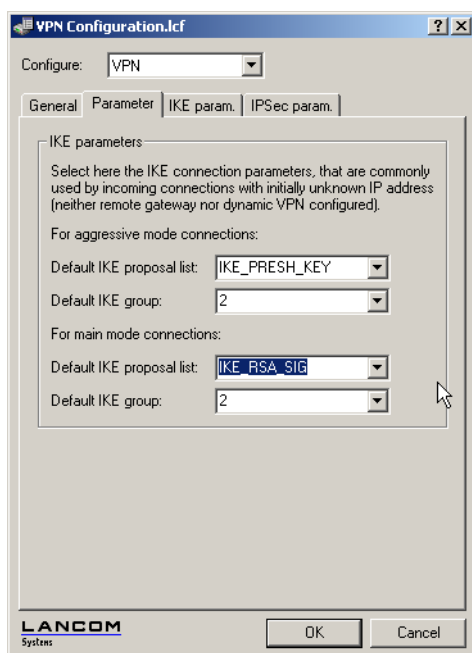 VPN Configuration.lcf
Configure: VPN
General Parameter IKE param. IPSec param.
IKE parameters
Select here the IKE connection parameters, that are commonly
used by incoming connections with initially unknown IP address
(neither remote gateway nor dynamic VPN configured).
For aggressive mode connections:
Default IKE proposal list: IKE_PRESH_KEY
Default IKE group: 2
For main mode connections:
Default IKE proposal list: IKE_RSA_SIG
Default IKE group: 2
LANCOM
Systems
OK Cancel